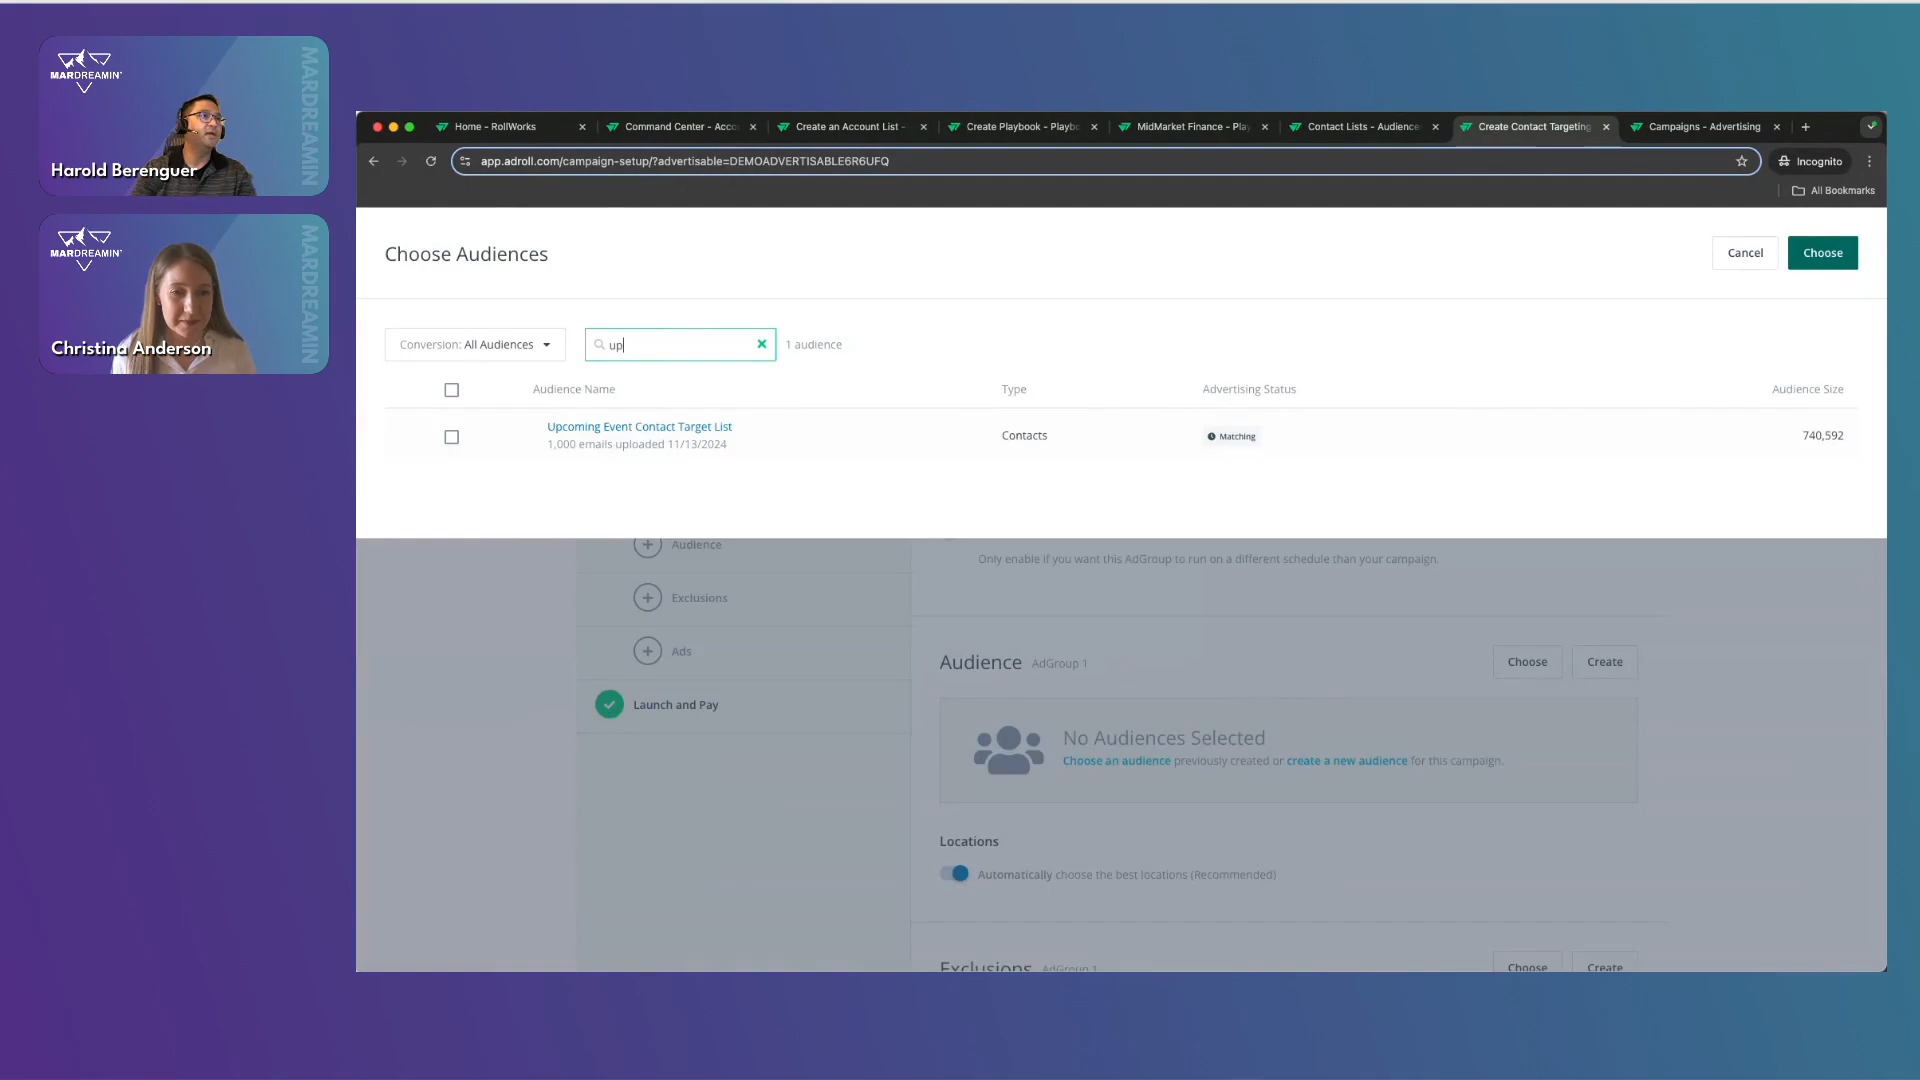 MARDREAMIN'
MARDREAMIN
Harold Berenguer
MARDREAMIN'
MARDREAMIN
Christina Anderson
Home - RollWorks
Command Center - Acco
Create an Account List -
Create Playbook - Playbo
MidMarket Finance - Play
Contact Lists - Audience
Create Contact Targeting
Campaigns - Advertising
app.adroll.com/campaign-setup/?advertisable=DEMOADVERTISABLE6R6UFQ
Incognito
All Bookmarks
Choose Audiences
Cancel
Choose
Conversion: All Audiences
up
1 audience
Audience Name
Type
Advertising Status
Audience Size
Upcoming Event Contact Target List
1,000 emails uploaded 11/13/2024
Contacts
Matching
740,592
Audience
Only enable if you want this AdGroup to run on a different schedule than your campaign.
Exclusions
Ads
Launch and Pay
Audience AdGroup 1
Choose
Create
No Audiences Selected
Choose an audience previously created or create a new audience for this campaign.
Locations
Automatically choose the best locations (Recommended)
Exclusions AdGroup 1
Choose
Create